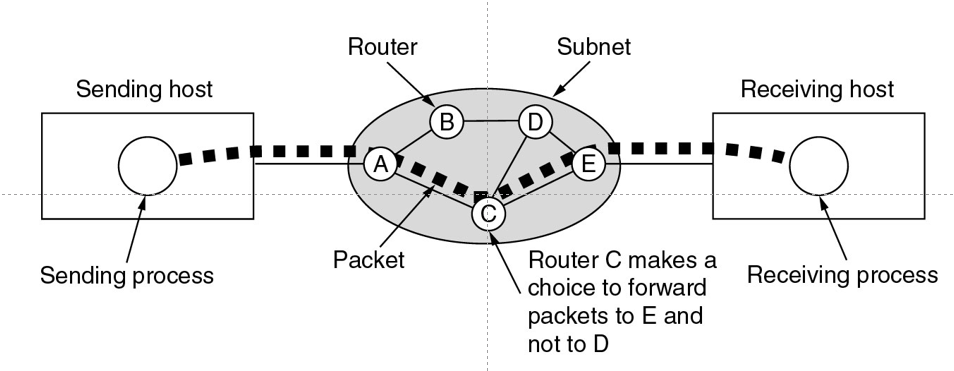 Router
Subnet
Sending host
Receiving host
B
D
A
E
C
Packet
Router C makes a
choice to forward
packets to E and
not to D
Sending process
Receiving process